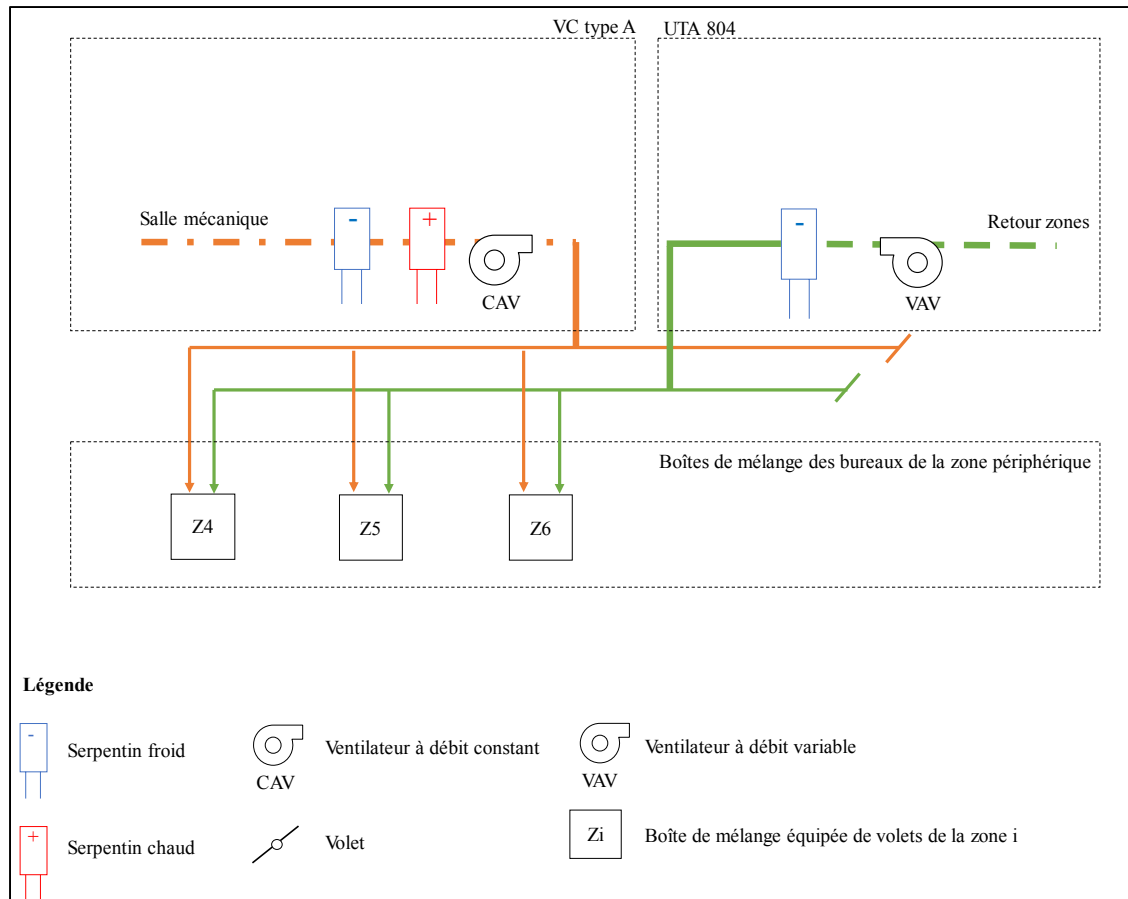 VC type A
UTA 804
-
+
-
Salle mécanique
Retour zones
CAV
VAV
Boîtes de mélange des bureaux de la zone périphérique
Z4
Z5
Z6
Légende
-
Serpentin froid
Ventilateur à débit constant
CAV
Ventilateur à débit variable
VAV
+
Serpentin chaud
Volet
Zi
Boîte de mélange équipée de volets de la zone i